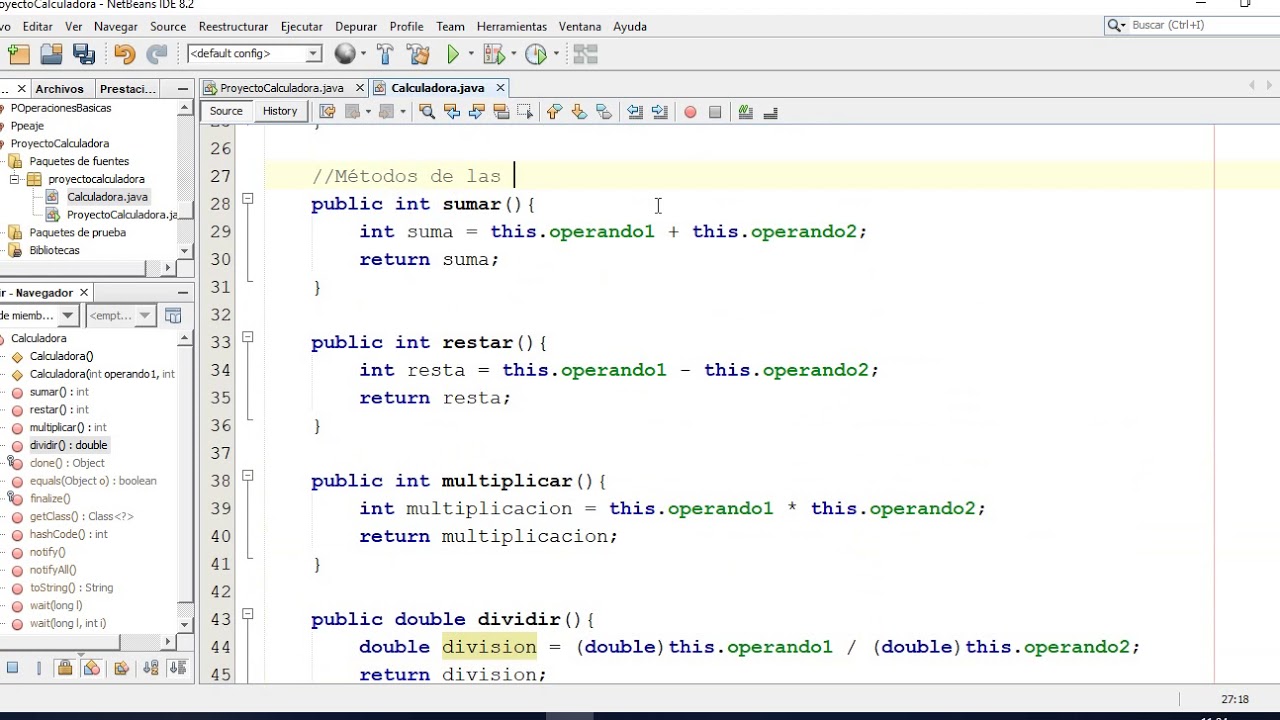 oyectoCalculadora - NetBeans IDE 8.2
vo Editar Ver Navegar Source Reestructurar Ejecutar Depurar Profile Team Herramientas Ventana Ayuda
Buscar (Ctrl+I)
<default config>
Archivos Prestaci...
ProyectoCalculadora.java Calculadora.java
Source History
POperacionesBasicas
Ppeaje
ProyectoCalculadora
Paquetes de fuentes
proyectocalculadora
Calculadora.java
ProyectoCalculadora.ja
Paquetes de prueba
Bibliotecas
ir - Navegador
de miemb... <empt...
Calculadora
Calculadora()
Calculadora(int operando1, int
sumar() : int
restar() : int
multiplicar() : int
dividir() : double
clone() : Object
equals(Object o) : boolean
finalize()
getClass() : Class<?>
hashCode() : int
notify()
notifyAll()
toString() : String
wait(long l)
wait(long l, int i)
26
27 //Métodos de las
28 public int sumar(){
29 int suma = this.operando1 + this.operando2;
30 return suma;
31 }
32
33 public int restar(){
34 int resta = this.operando1 - this.operando2;
35 return resta;
36 }
37
38 public int multiplicar(){
39 int multiplicacion = this.operando1 * this.operando2;
40 return multiplicacion;
41 }
42
43 public double dividir(){
44 double division = (double)this.operando1 / (double)this.operando2;
45 return division;
27:18